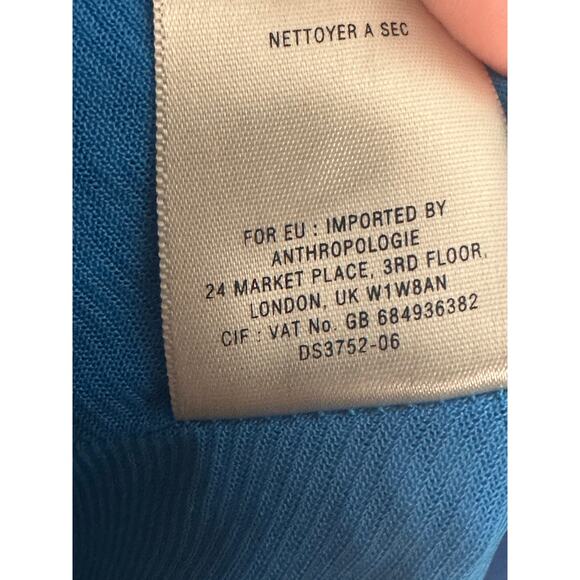 NETTOYER A SEC
FOR EU : IMPORTED BY
ANTHROPOLOGIE
24 MARKET PLACE, 3RD FLOOR,
LONDON, UK W1W8AN
CIF : VAT No. GB 684936382
DS3752-06